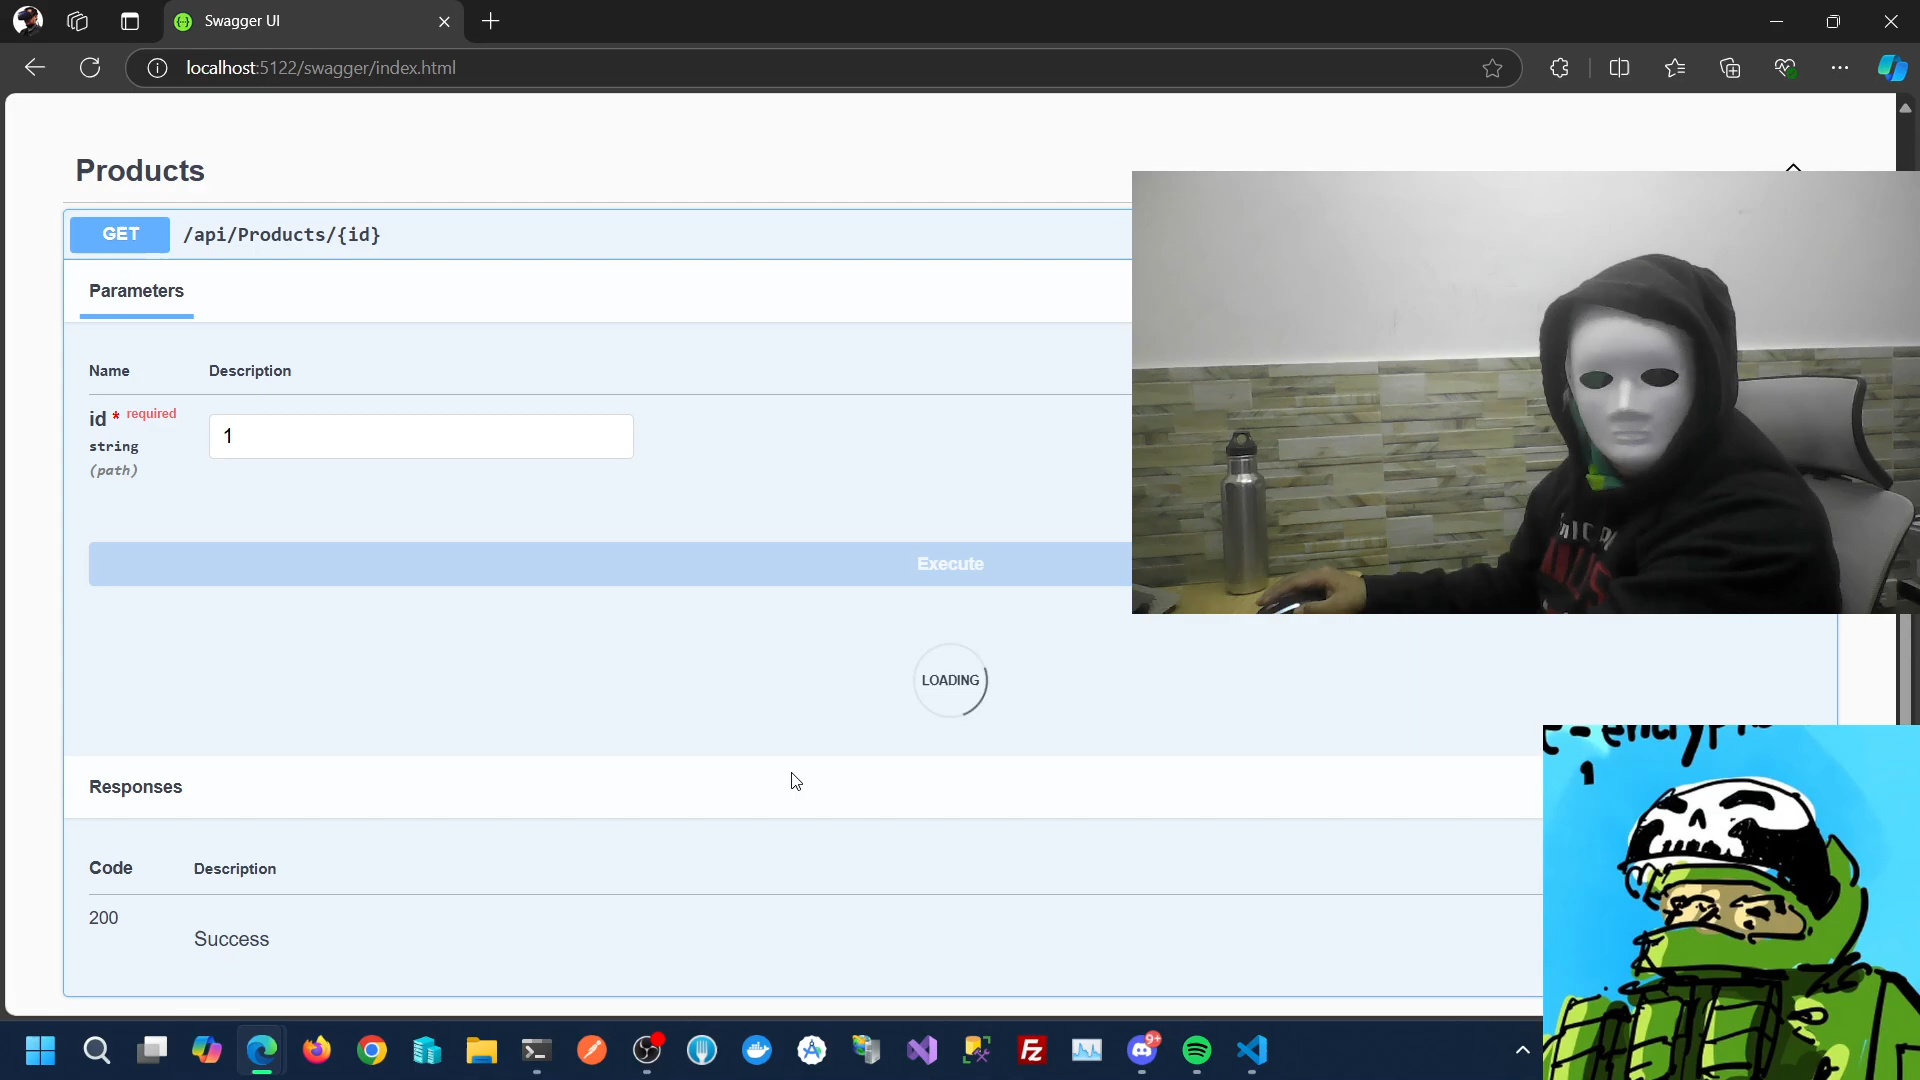 Swagger UI
localhost:5122/swagger/index.html
Products
GET /api/Products/{id}
Parameters
Name Description
id * required
string
(path)
1
Execute
LOADING
Responses
Code Description
200
Success
9+